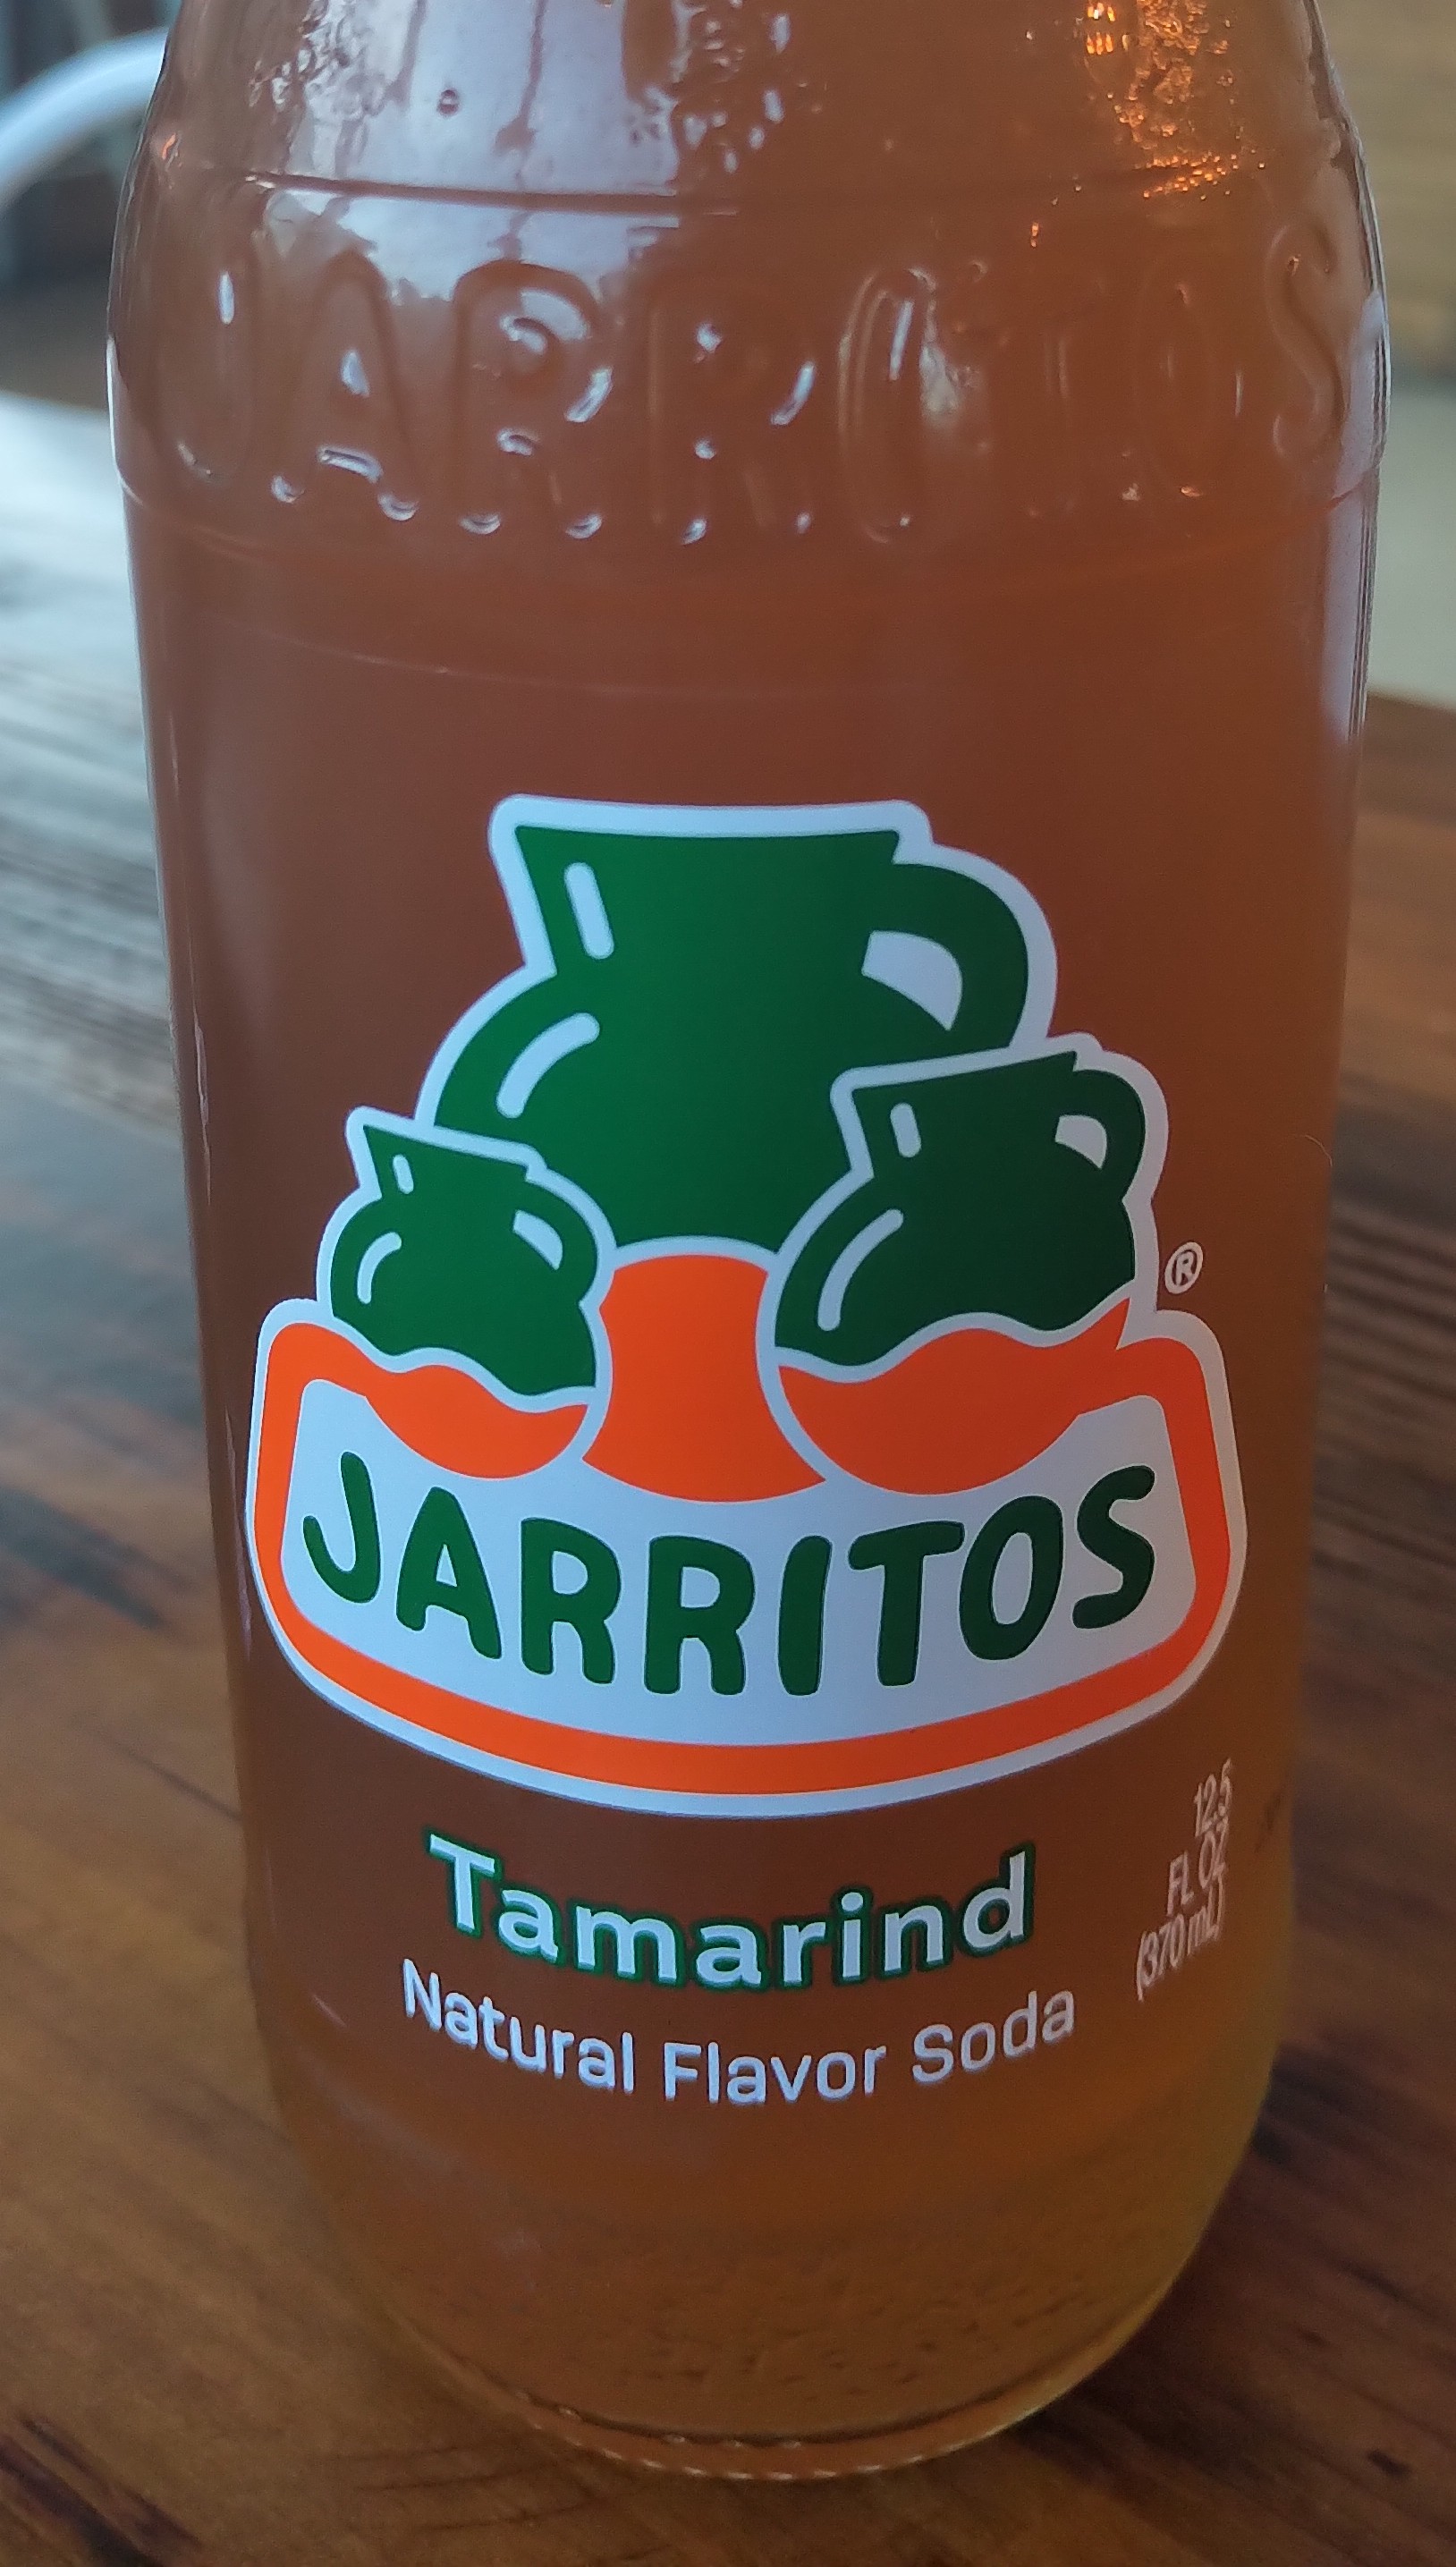 JARRITOS
®
JARRITOS
Tamarind
Natural Flavor Soda
12.5
FL OZ
(370 mL)